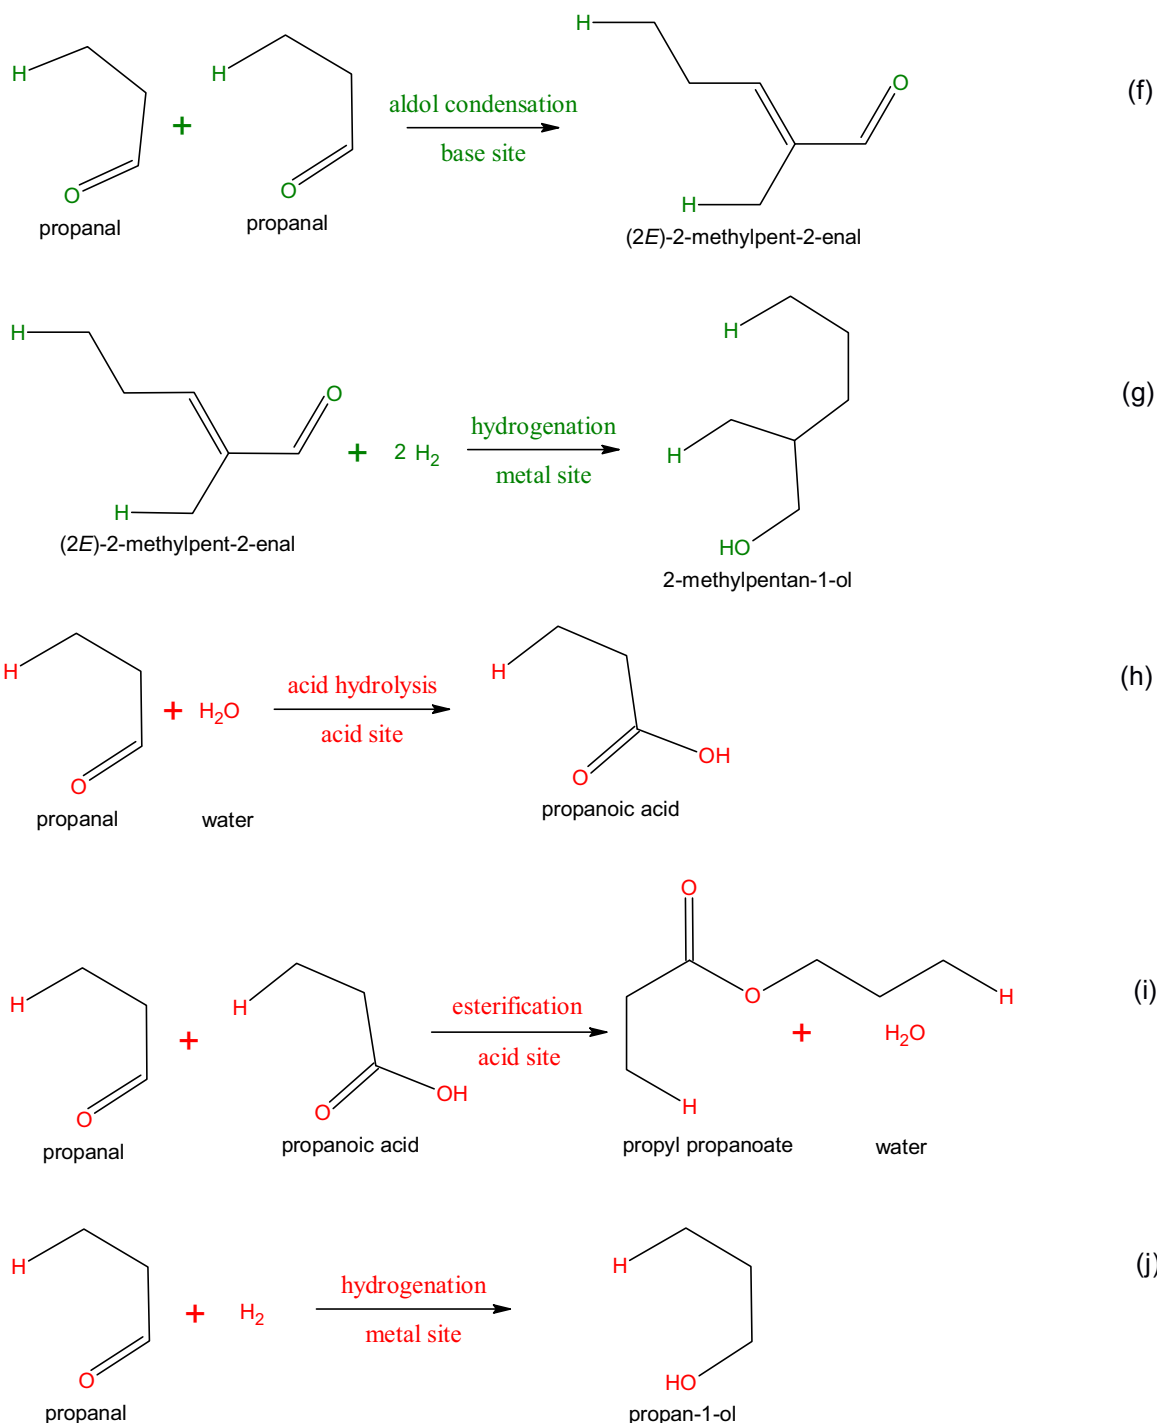 H
O
propanal
+
H
O
propanal
aldol condensation
base site
H
O
H
(2E)-2-methylpent-2-enal
(f)
H
O
H
(2E)-2-methylpent-2-enal
+
2 H2
hydrogenation
metal site
H
H
HO
2-methylpentan-1-ol
(g)
H
O
propanal
+
H2O
water
acid hydrolysis
acid site
H
O
OH
propanoic acid
(h)
H
O
propanal
+
H
O
OH
propanoic acid
esterification
acid site
O
O
H
H
propyl propanoate
+
H2O
water
(i)
H
O
propanal
+
H2
hydrogenation
metal site
H
HO
propan-1-ol
(j)